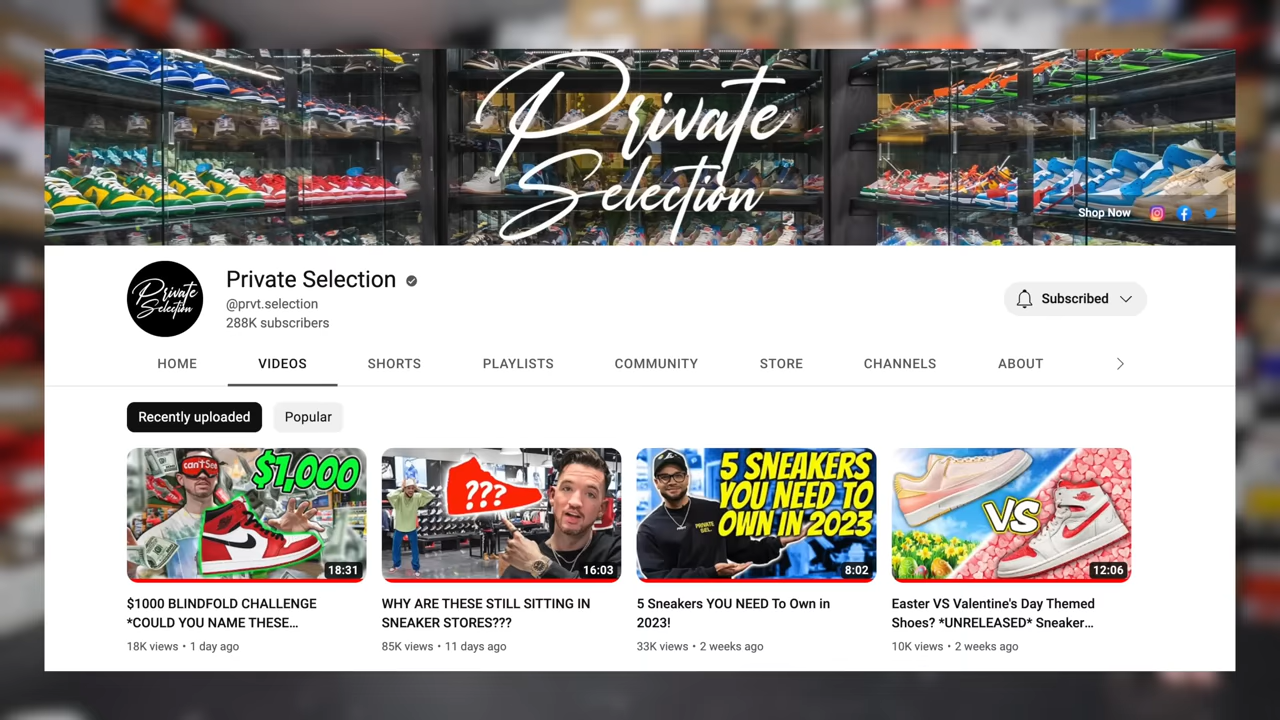 Private
Selection
Shop Now
Private
Selection
Private Selection
@prvt.selection
288K subscribers
Subscribed
HOME
VIDEOS
SHORTS
PLAYLISTS
COMMUNITY
STORE
CHANNELS
ABOUT
Recently uploaded
Popular
can't See
$1,000
18:31
???
16:03
5 SNEAKERS
YOU NEED TO
OWN IN 2023
PRIVATE
SEL.
8:02
VS
12:06
$1000 BLINDFOLD CHALLENGE
*COULD YOU NAME THESE...
18K views • 1 day ago
WHY ARE THESE STILL SITTING IN
SNEAKER STORES???
85K views • 11 days ago
5 Sneakers YOU NEED To Own in
2023!
33K views • 2 weeks ago
Easter VS Valentine's Day Themed
Shoes? *UNRELEASED* Sneaker...
10K views • 2 weeks ago